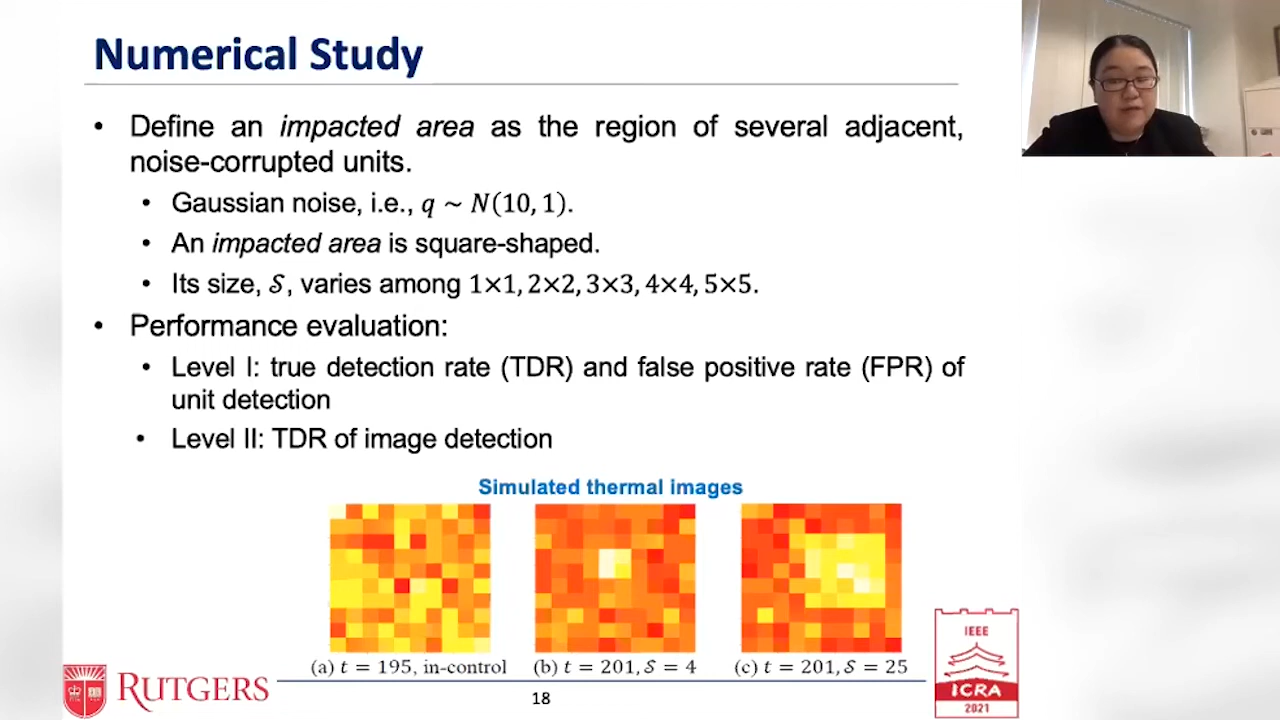 Numerical Study
• Define an impacted area as the region of several adjacent,
noise-corrupted units.
• Gaussian noise, i.e., q ~ N(10, 1).
• An impacted area is square-shaped.
• Its size, 𝒮, varies among 1×1, 2×2, 3×3, 4×4, 5×5.
• Performance evaluation:
• Level I: true detection rate (TDR) and false positive rate (FPR) of
unit detection
• Level II: TDR of image detection
Simulated thermal images
(a) t = 195, in-control
(b) t = 201, 𝒮 = 4
(c) t = 201, 𝒮 = 25
RUTGERS
18
IEEE
ICRA
2021